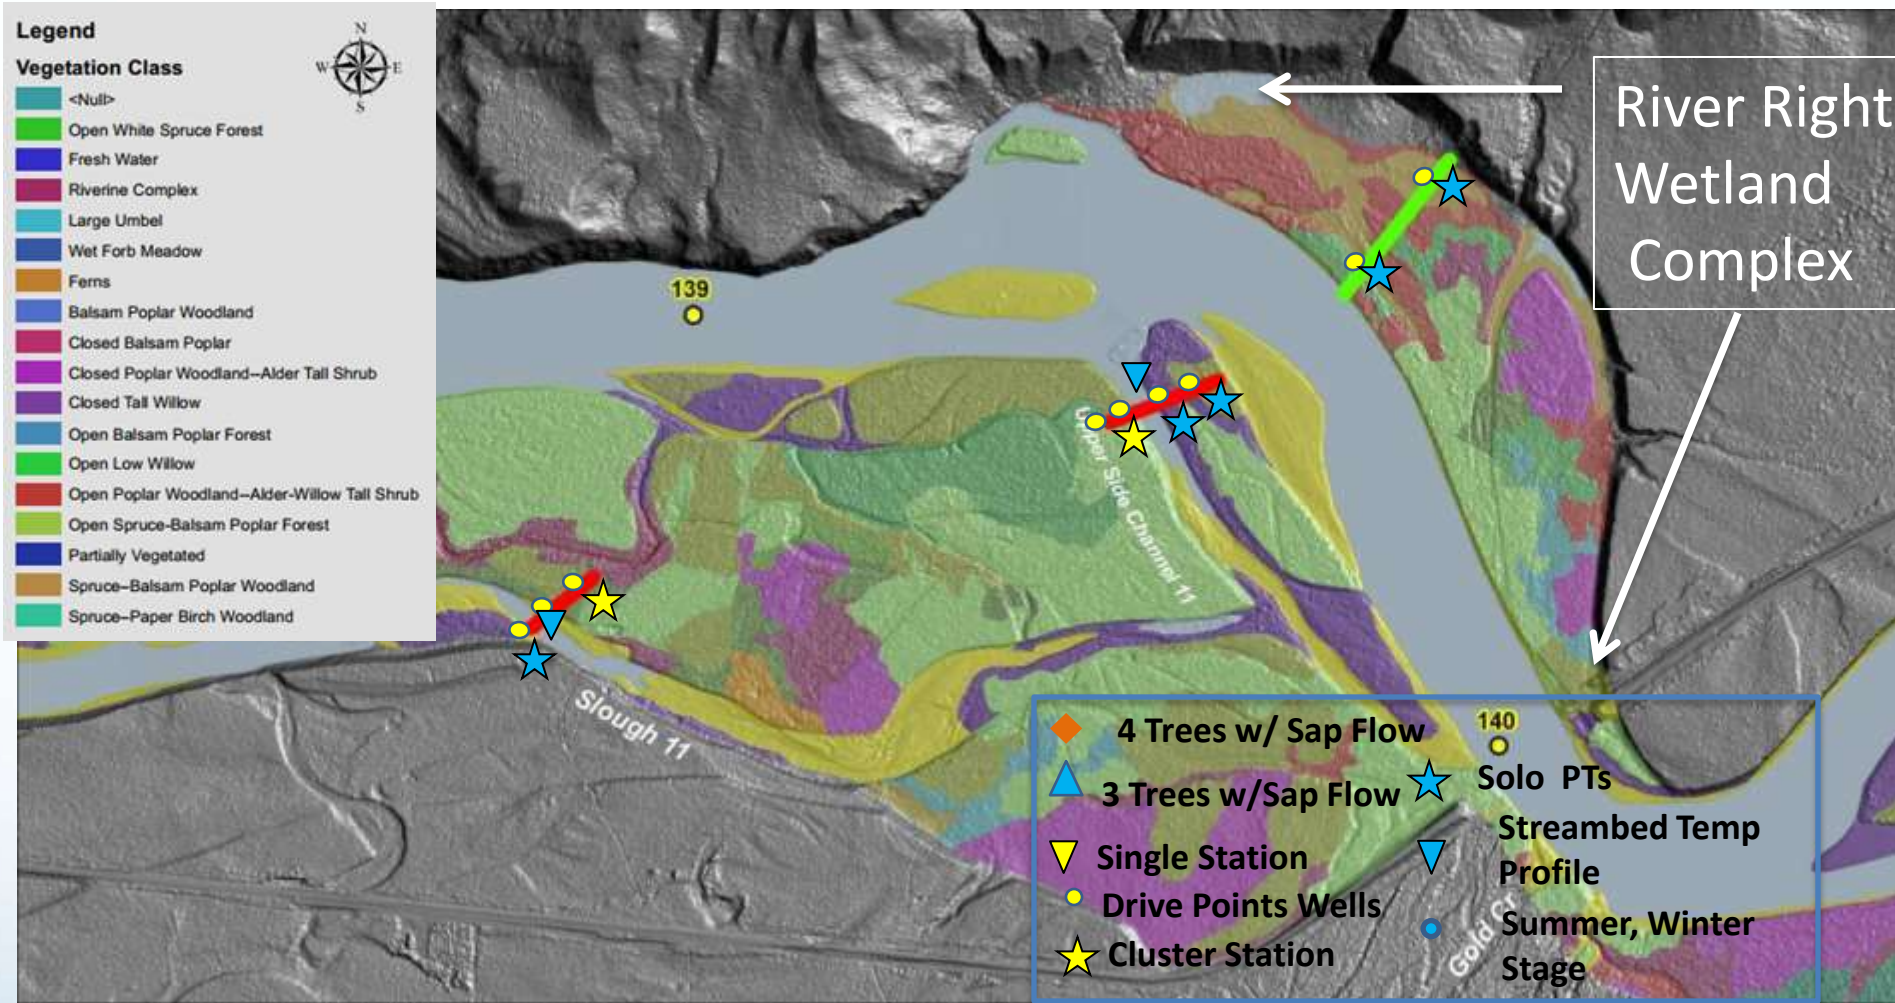 Legend
Vegetation Class
N
W E
S
<Null>
Open White Spruce Forest
Fresh Water
Riverine Complex
Large Umbel
Wet Forb Meadow
Ferns
Balsam Poplar Woodland
Closed Balsam Poplar
Closed Poplar Woodland--Alder Tall Shrub
Closed Tall Willow
Open Balsam Poplar Forest
Open Low Willow
Open Poplar Woodland--Alder-Willow Tall Shrub
Open Spruce-Balsam Poplar Forest
Partially Vegetated
Spruce--Balsam Poplar Woodland
Spruce--Paper Birch Woodland
River Right
Wetland
Complex
139
Upper Side Channel 11
Slough 11
140
Gold Cr
4 Trees w/ Sap Flow
3 Trees w/Sap Flow
Single Station
Drive Points Wells
Cluster Station
Solo PTs
Streambed Temp
Profile
Summer, Winter
Stage